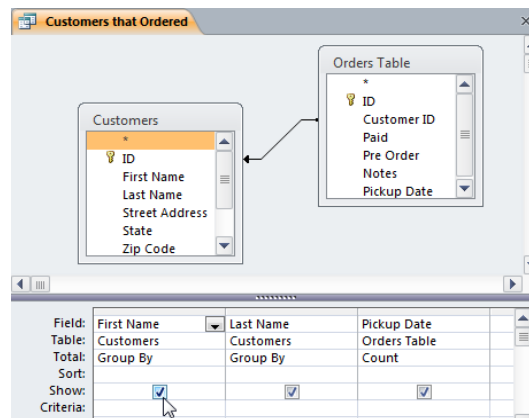 Customers that Ordered
Orders Table
*
ID
Customer ID
Paid
Pre Order
Notes
Pickup Date
Customers
*
ID
First Name
Last Name
Street Address
State
Zip Code
Field: First Name Last Name Pickup Date
Table: Customers Customers Orders Table
Total: Group By Group By Count
Sort:
Show:
Criteria: